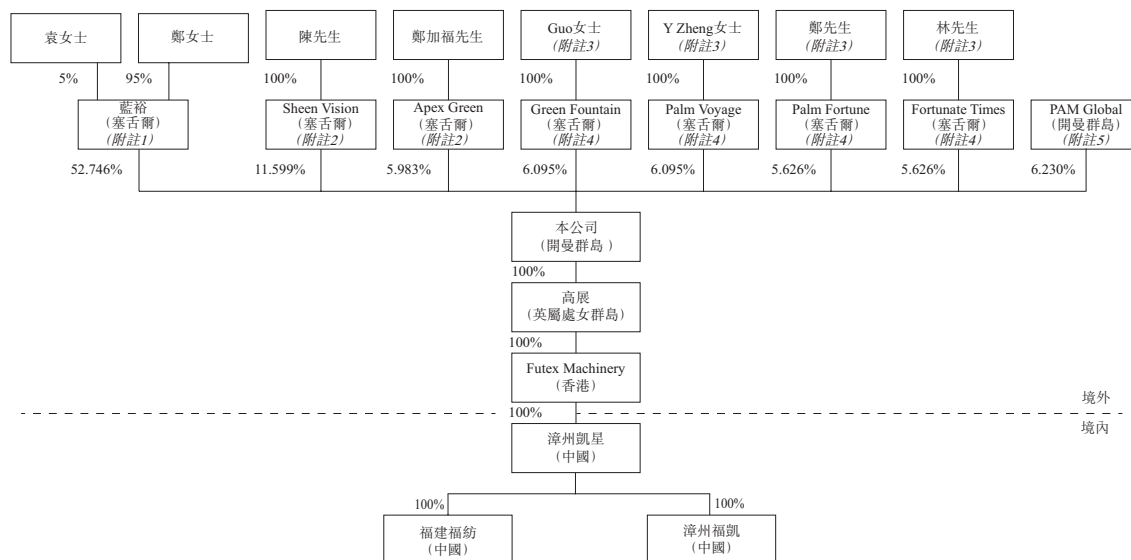 袁女士
鄭女士
陳先生
鄭加福先生
Guo女士
(附註3)
Y Zheng女士
(附註3)
鄭先生
(附註3)
林先生
(附註3)
5%
95%
100%
100%
100%
100%
100%
100%
藍裕
(塞舌爾)
(附註1)
Sheen Vision
(塞舌爾)
(附註2)
Apex Green
(塞舌爾)
(附註2)
Green Fountain
(塞舌爾)
(附註4)
Palm Voyage
(塞舌爾)
(附註4)
Palm Fortune
(塞舌爾)
(附註4)
Fortunate Times
(塞舌爾)
(附註4)
PAM Global
(開曼群島)
(附註5)
52.746%
11.599%
5.983%
6.095%
6.095%
5.626%
5.626%
6.230%
本公司
(開曼群島)
100%
高展
(英屬處女群島)
100%
Futex Machinery
(香港)
境外
100%
境內
漳州凱星
(中國)
100%
100%
福建福紡
(中國)
漳州福凱
(中國)